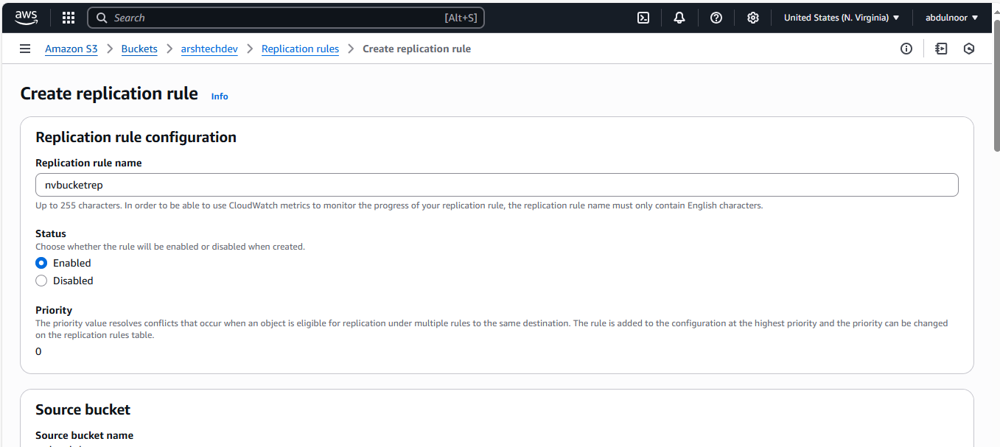 aws
Search [Alt+S] United States (N. Virginia) abdulnoor
Amazon S3 > Buckets > arshtechdev > Replication rules > Create replication rule
Create replication rule Info
Replication rule configuration
Replication rule name
nvbucketrep
Up to 255 characters. In order to be able to use CloudWatch metrics to monitor the progress of your replication rule, the replication rule name must only contain English characters.
Status
Choose whether the rule will be enabled or disabled when created.
Enabled
Disabled
Priority
The priority value resolves conflicts that occur when an object is eligible for replication under multiple rules to the same destination. The rule is added to the configuration at the highest priority and the priority can be changed
on the replication rules table.
0
Source bucket
Source bucket name